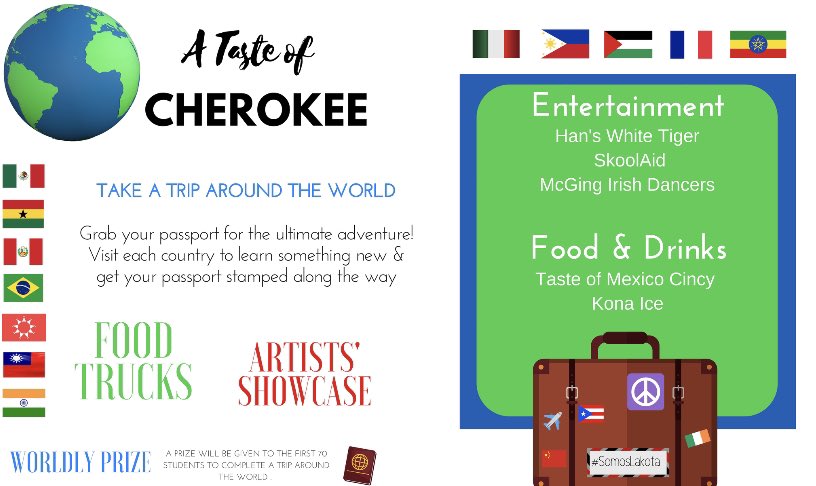 A Taste of
CHEROKEE
TAKE A TRIP AROUND THE WORLD
Grab your passport for the ultimate adventure!
Visit each country to learn something new &
get your passport stamped along the way
FOOD
TRUCKS
ARTISTS'
SHOWCASE
WORLDLY PRIZE
A PRIZE WILL BE GIVEN TO THE FIRST 70
STUDENTS TO COMPLETE A TRIP AROUND
THE WORLD
Entertainment
Han's White Tiger
SkoolAid
McGing Irish Dancers
Food & Drinks
Taste of Mexico Cincy
Kona Ice
#SomosLakota